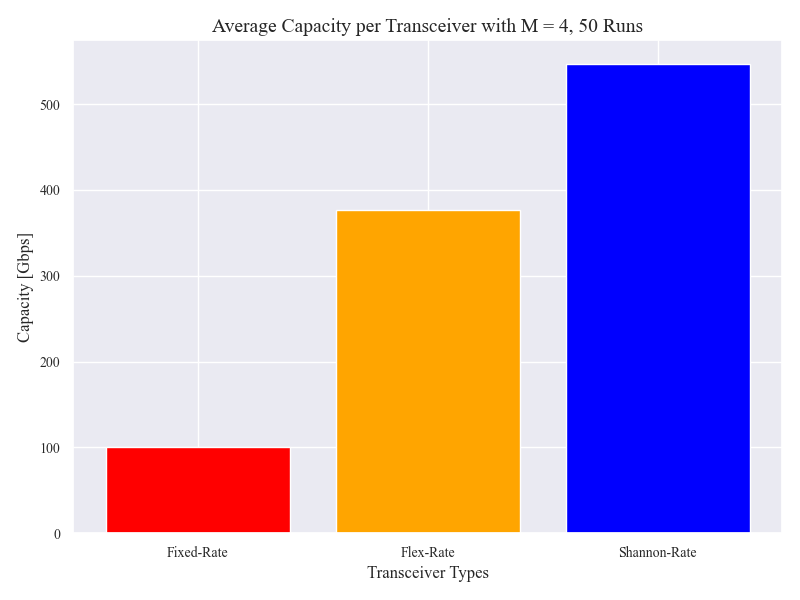 Average Capacity per Transceiver with M = 4, 50 Runs
500
400
300
200
100
0
Capacity [Gbps]
Fixed-Rate
Flex-Rate
Shannon-Rate
Transceiver Types